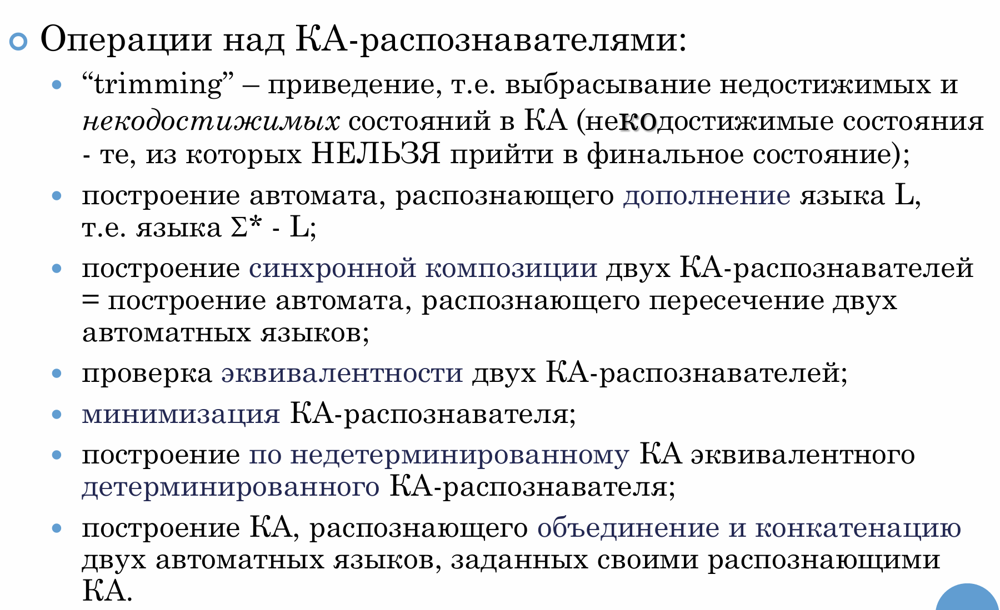 Операции над КА-распознавателями:
“trimming” – приведение, т.е. выбрасывание недостижимых и
некодостижимых состояний в КА (некодостижимые состояния
- те, из которых НЕЛЬЗЯ прийти в финальное состояние);
построение автомата, распознающего дополнение языка L,
т.е. языка Σ* - L;
построение синхронной композиции двух КА-распознавателей
= построение автомата, распознающего пересечение двух
автоматных языков;
проверка эквивалентности двух КА-распознавателей;
минимизация КА-распознавателя;
построение по недетерминированному КА эквивалентного
детерминированного КА-распознавателя;
построение КА, распознающего объединение и конкатенацию
двух автоматных языков, заданных своими распознающими
КА.